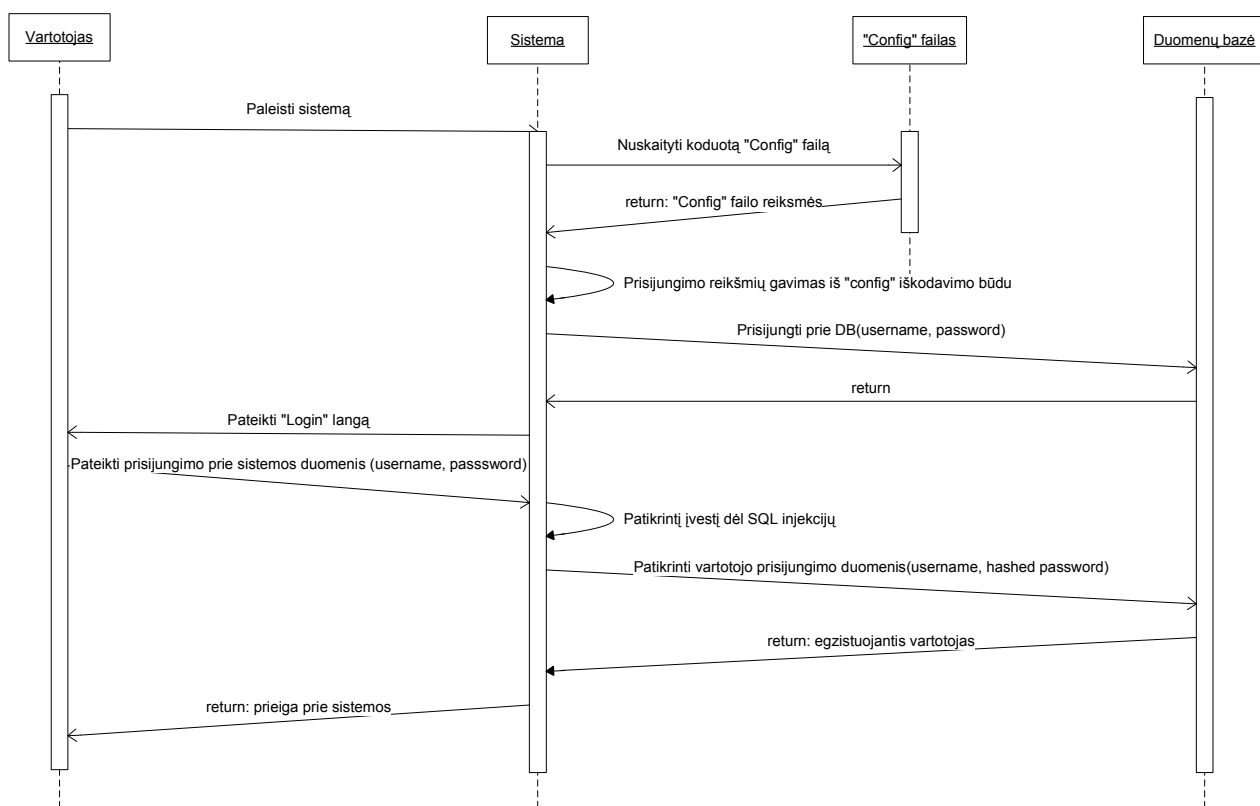 Vartotojas
Sistema
"Config" failas
Duomenų bazė
Paleisti sistemą
Nuskaityti koduotą "Config" failą
return: "Config" failo reiksmės
Prisijungimo reikšmių gavimas iš "config" iškodavimo būdu
Prisijungti prie DB(username, password)
return
Pateikti "Login" langą
Pateikti prisijungimo prie sistemos duomenis (username, passsword)
Patikrintį įvestį dėl SQL injekcijų
Patikrinti vartotojo prisijungimo duomenis(username, hashed password)
return: egzistuojantis vartotojas
return: prieiga prie sistemos